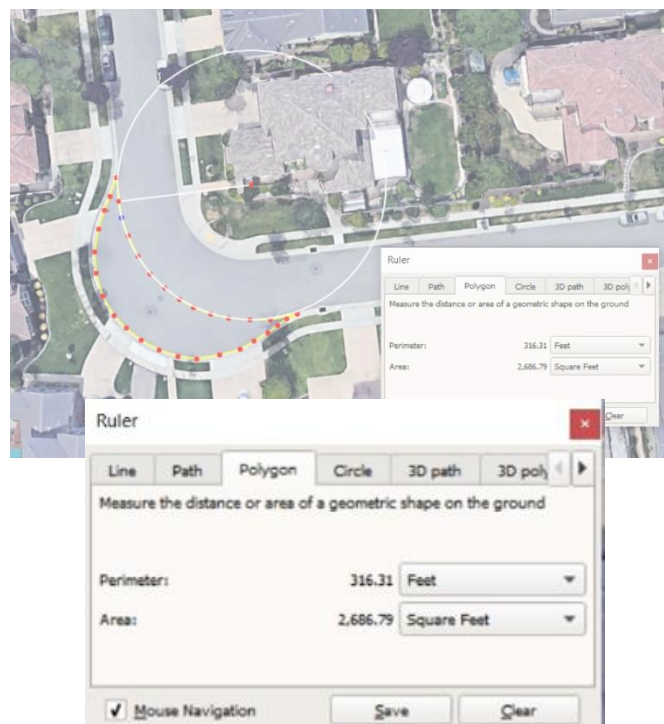 Ruler
Line Path Polygon Circle 3D path 3D poly
Measure the distance or area of a geometric shape on the ground
Perimeter: 316.31 Feet
Area: 2,686.79 Square Feet
Clear
Ruler
Line Path Polygon Circle 3D path 3D poly
Measure the distance or area of a geometric shape on the ground
Perimeter: 316.31 Feet
Area: 2,686.79 Square Feet
Mouse Navigation Save Clear